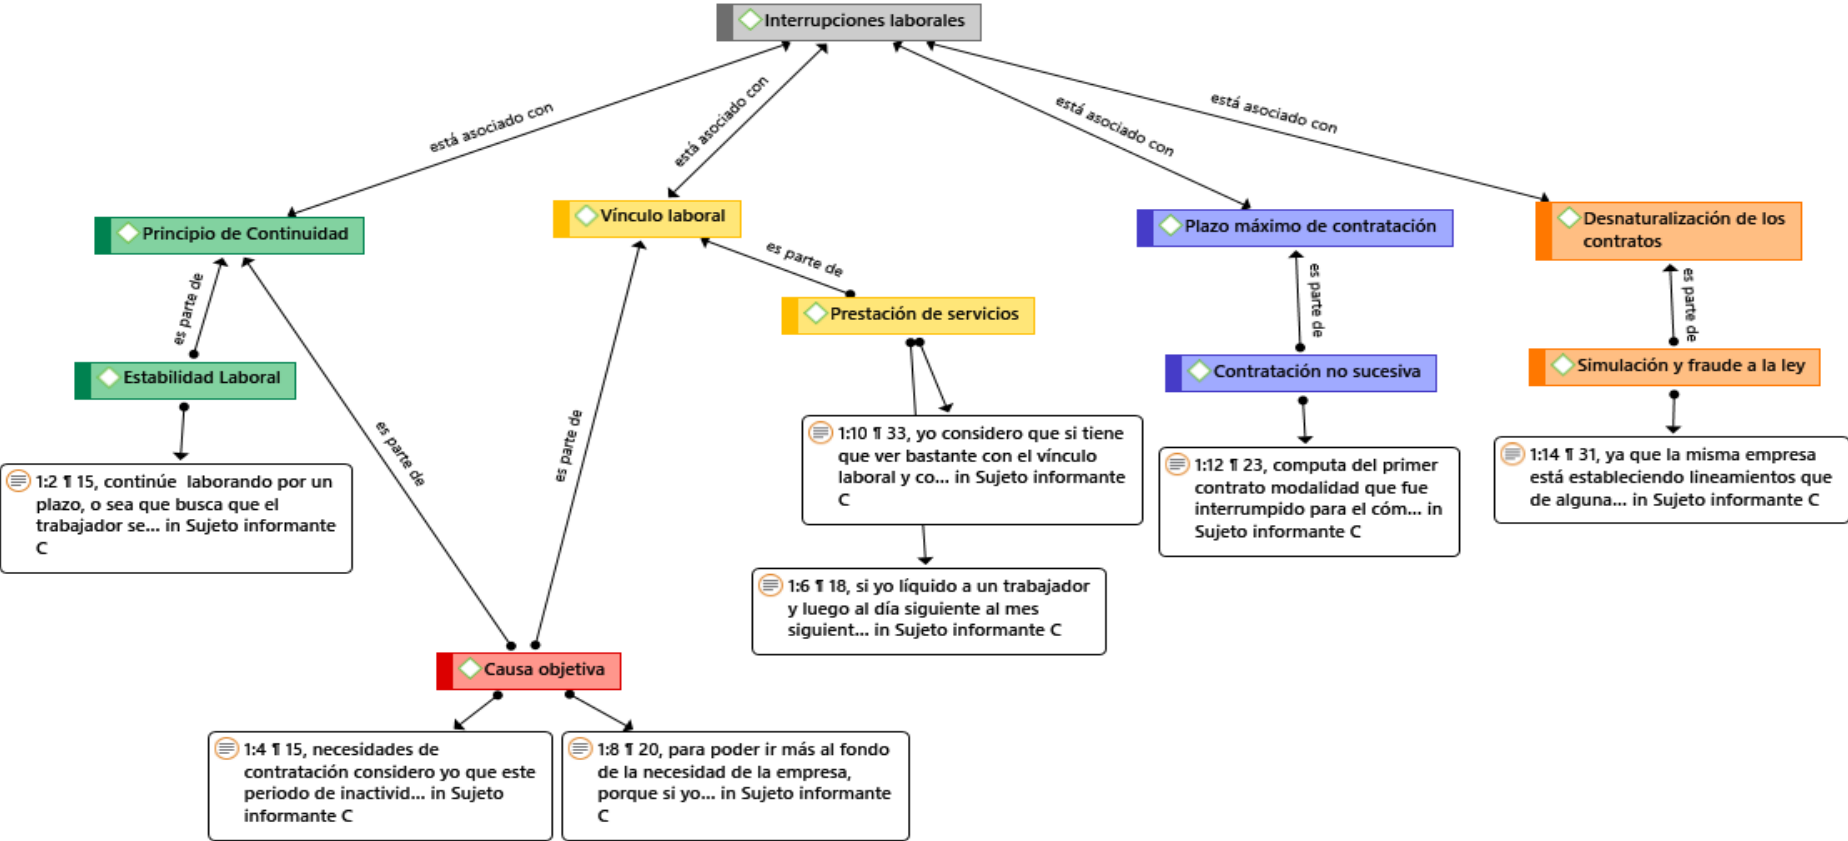 Interrupciones laborales
está asociado con
está asociado con
está asociado con
está asociado con
Principio de Continuidad
Vínculo laboral
Plazo máximo de contratación
Desnaturalización de los
contratos
es parte de
es parte de
es parte de
es parte de
es parte de
es parte de
Prestación de servicios
Estabilidad Laboral
Contratación no sucesiva
Simulación y fraude a la ley
1:2 ¶ 15, continúe  laborando por un
plazo, o sea que busca que el
trabajador se... in Sujeto informante
C
1:10 ¶ 33, yo considero que si tiene
que ver bastante con el vínculo
laboral y co... in Sujeto informante
C
1:12 ¶ 23, computa del primer
contrato modalidad que fue
interrumpido para el cóm... in
Sujeto informante C
1:14 ¶ 31, ya que la misma empresa
está estableciendo lineamientos que
de alguna... in Sujeto informante C
1:6 ¶ 18, si yo líquido a un trabajador
y luego al día siguiente al mes
siguient... in Sujeto informante C
Causa objetiva
1:4 ¶ 15, necesidades de
contratación considero yo que este
periodo de inactivid... in Sujeto
informante C
1:8 ¶ 20, para poder ir más al fondo
de la necesidad de la empresa,
porque si yo... in Sujeto informante
C